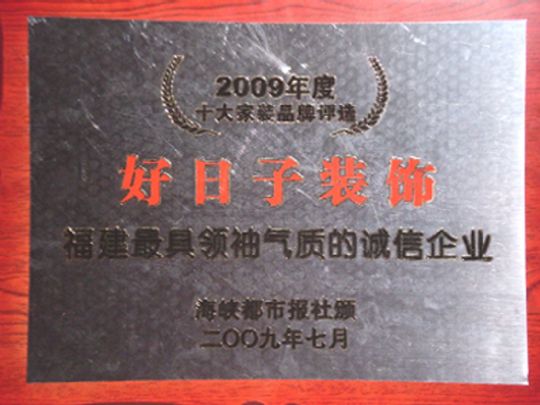 2009年度
十大家装品牌评选
好日子装饰
福建最具领袖气质的诚信企业
海峡都市报社颁
二〇〇九年七月